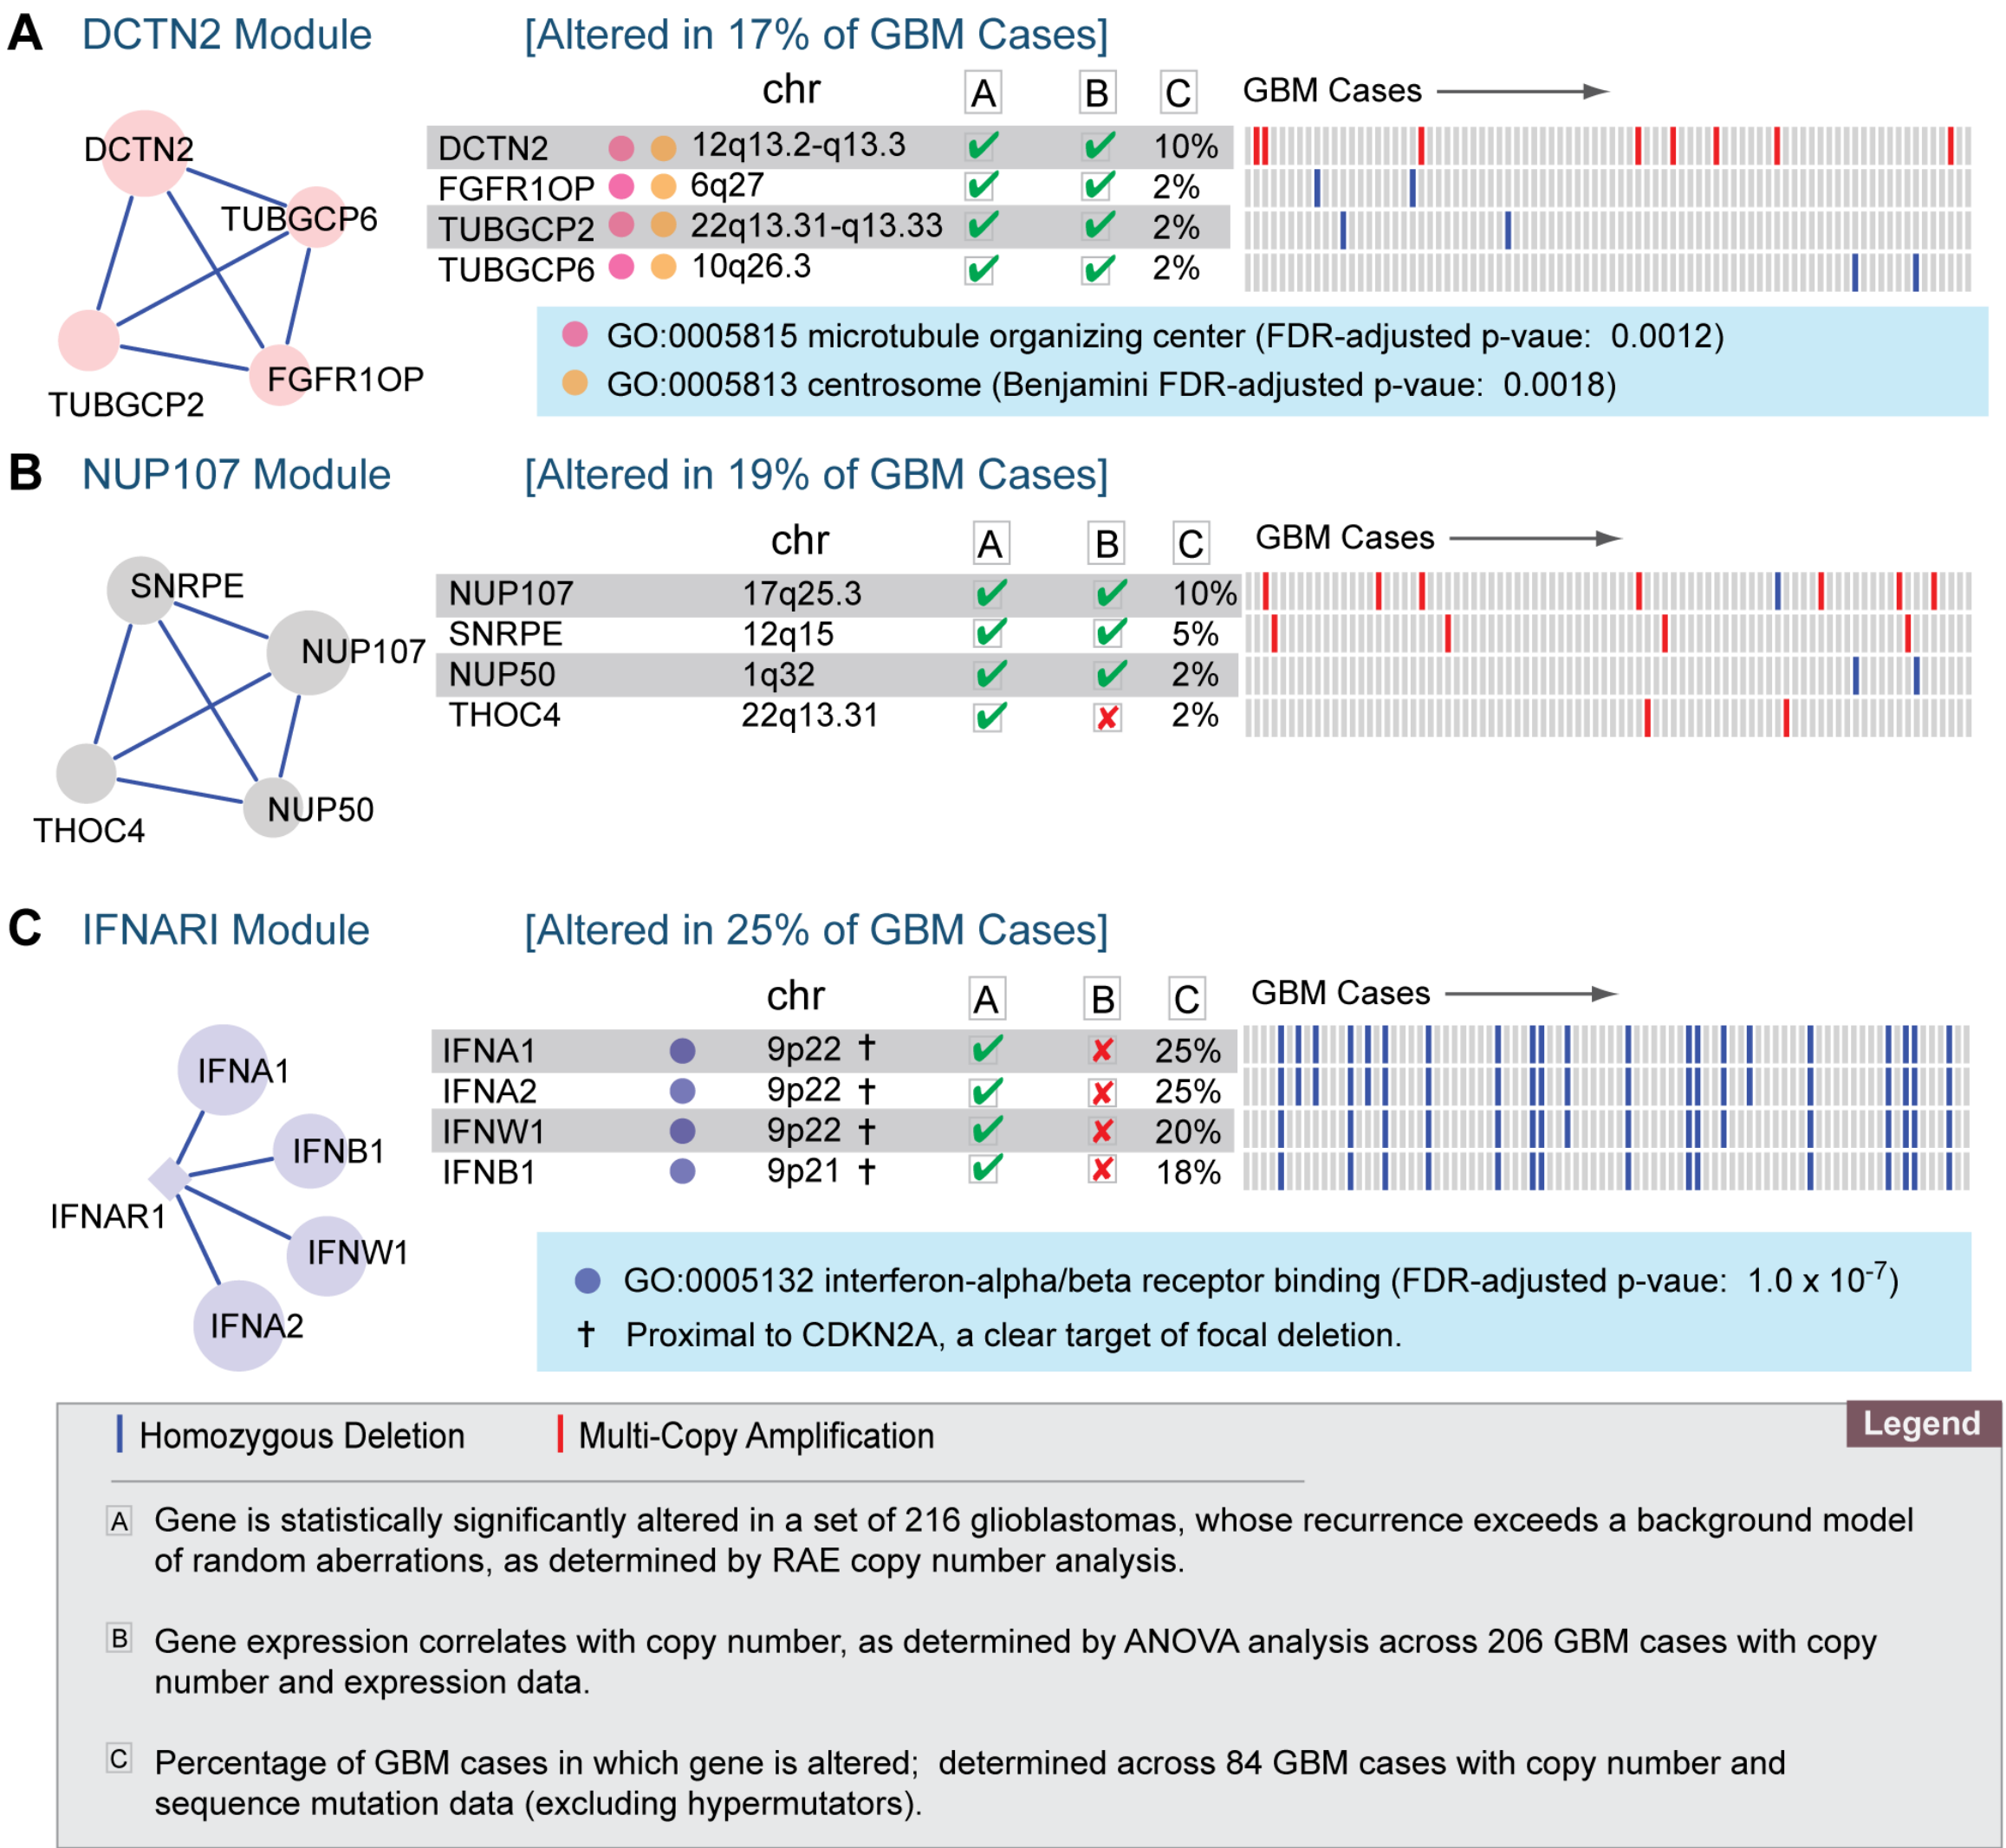 A DCTN2 Module [Altered in 17% of GBM Cases]
chr A B C GBM Cases
DCTN2
TUBGCP6
TUBGCP2
FGFR1OP
DCTN2 12q13.2-q13.3 10%
FGFR1OP 6q27 2%
TUBGCP2 22q13.31-q13.33 2%
TUBGCP6 10q26.3 2%
GO:0005815 microtubule organizing center (FDR-adjusted p-vaue: 0.0012)
GO:0005813 centrosome (Benjamini FDR-adjusted p-vaue: 0.0018)
B NUP107 Module [Altered in 19% of GBM Cases]
chr A B C GBM Cases
SNRPE
NUP107
THOC4
NUP50
NUP107 17q25.3 10%
SNRPE 12q15 5%
NUP50 1q32 2%
THOC4 22q13.31 2%
C IFNARI Module [Altered in 25% of GBM Cases]
chr A B C GBM Cases
IFNA1
IFNB1
IFNAR1
IFNW1
IFNA2
IFNA1 9p22 † 25%
IFNA2 9p22 † 25%
IFNW1 9p22 † 20%
IFNB1 9p21 † 18%
GO:0005132 interferon-alpha/beta receptor binding (FDR-adjusted p-vaue: 1.0 x 10⁻⁷)
† Proximal to CDKN2A, a clear target of focal deletion.
Legend
Homozygous Deletion Multi-Copy Amplification
A Gene is statistically significantly altered in a set of 216 glioblastomas, whose recurrence exceeds a background model
of random aberrations, as determined by RAE copy number analysis.
B Gene expression correlates with copy number, as determined by ANOVA analysis across 206 GBM cases with copy
number and expression data.
C Percentage of GBM cases in which gene is altered; determined across 84 GBM cases with copy number and
sequence mutation data (excluding hypermutators).